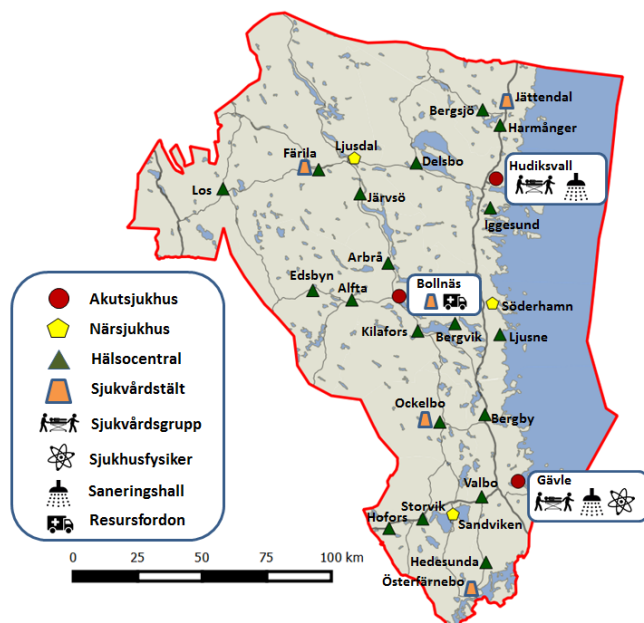 Jättendal
Bergsjö
Harmånger
Ljusdal
Färila
Delsbo
Hudiksvall
Los
Järvsö
Iggesund
Arbrå
Edsbyn
Alfta
Bollnäs
Söderhamn
Kilafors
Bergvik
Ljusne
Ockelbo
Bergby
Gävle
Valbo
Storvik
Hofors
Sandviken
Hedesunda
Österfärnebo
Akutsjukhus
Närsjukhus
Hälsocentral
Sjukvårdstält
Sjukvårdsgrupp
Sjukhusfysiker
Saneringshall
Resursfordon
0 25 50 75 100 km